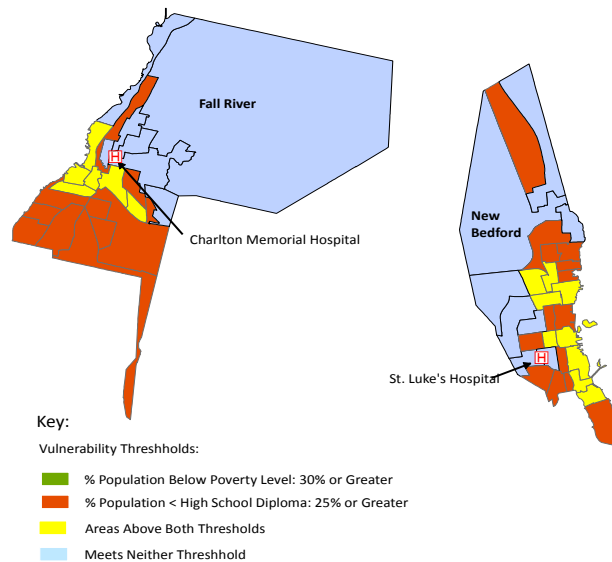 Fall River
H
Charlton Memorial Hospital
New
Bedford
H
St. Luke's Hospital
Key:
Vulnerability Threshholds:
% Population Below Poverty Level: 30% or Greater
% Population < High School Diploma: 25% or Greater
Areas Above Both Thresholds
Meets Neither Threshhold